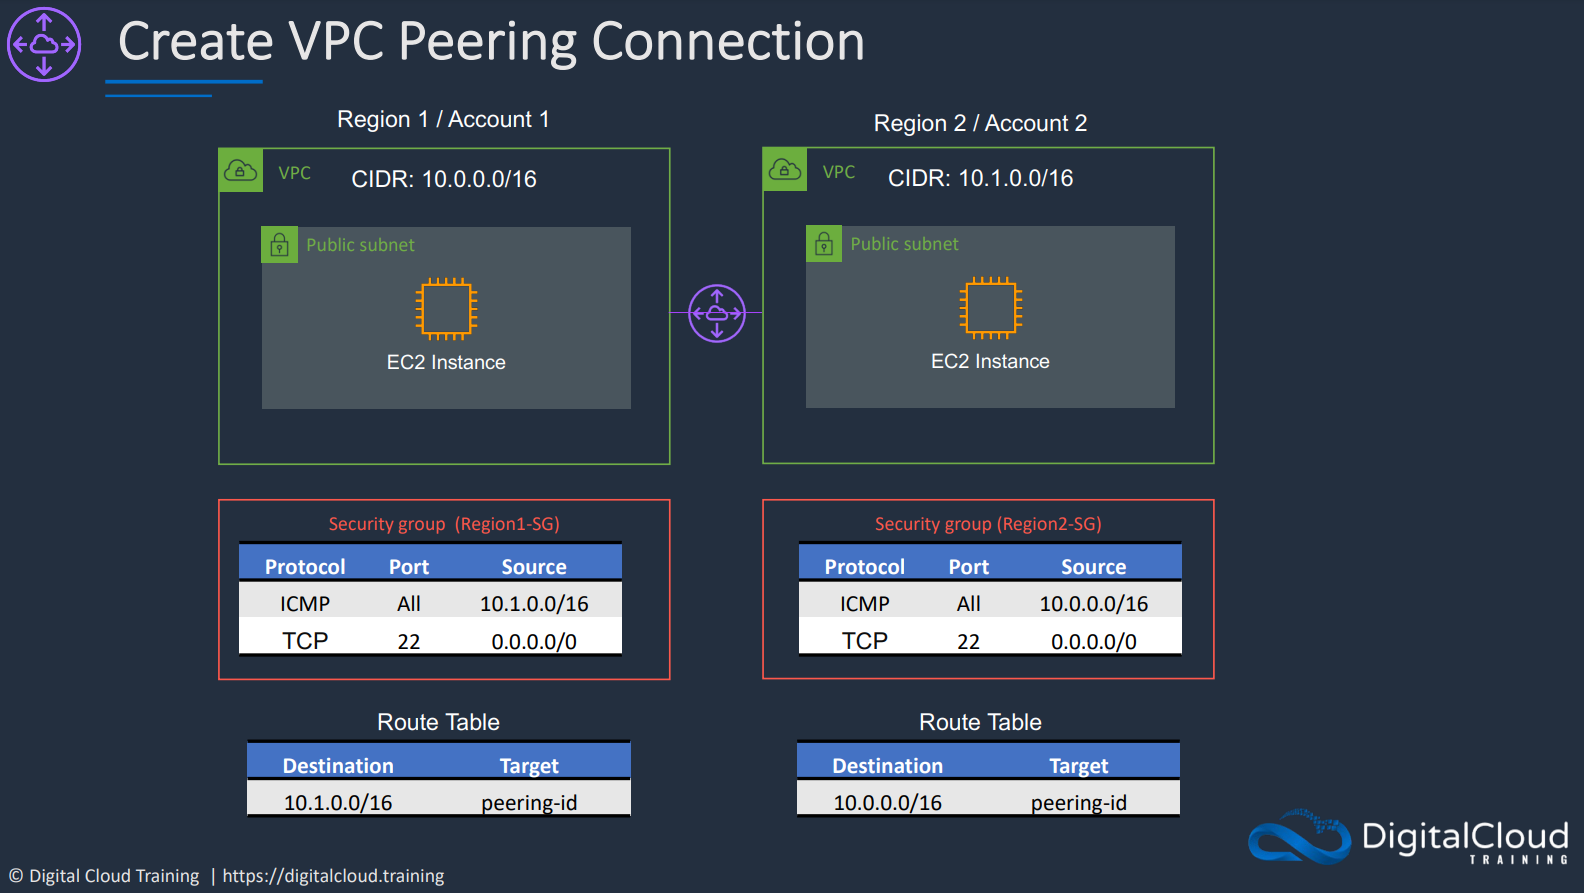 Create VPC Peering Connection
Region 1 / Account 1
Region 2 / Account 2
VPC
CIDR: 10.0.0.0/16
Public subnet
EC2 Instance
VPC
CIDR: 10.1.0.0/16
Public subnet
EC2 Instance
Security group (Region1-SG)
Protocol Port Source
ICMP All 10.1.0.0/16
TCP 22 0.0.0.0/0
Security group (Region2-SG)
Protocol Port Source
ICMP All 10.0.0.0/16
TCP 22 0.0.0.0/0
Route Table
Destination Target
10.1.0.0/16 peering-id
Route Table
Destination Target
10.0.0.0/16 peering-id
DigitalCloud
TRAINING
© Digital Cloud Training | https://digitalcloud.training